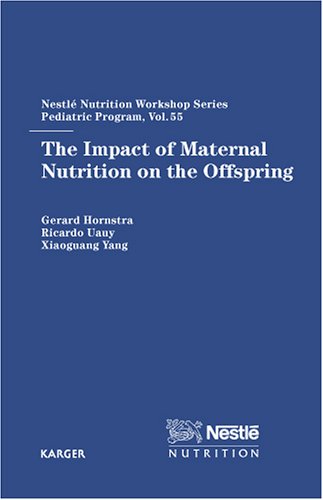 Nestlé Nutrition Workshop Series
Pediatric Program, Vol. 55
The Impact of Maternal
Nutrition on the Offspring
Gerard Hornstra
Ricardo Uauy
Xiaoguang Yang
KARGER
Nestlé
NUTRITION